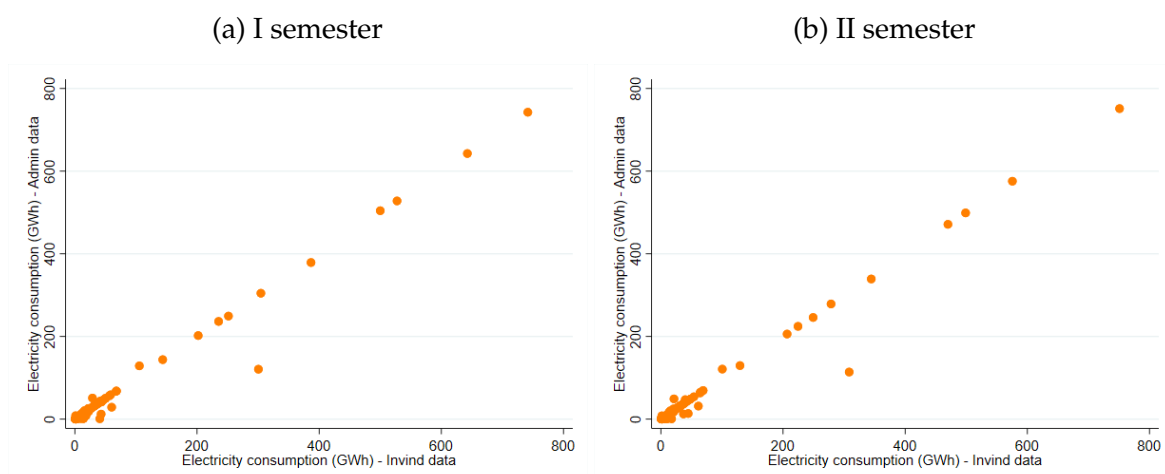 (a) I semester
(b) II semester
Electricity consumption (GWh) - Admin data
800
600
400
200
0
0 200 400 600 800
Electricity consumption (GWh) - Invind data
Electricity consumption (GWh) - Admin data
800
600
400
200
0
0 200 400 600 800
Electricity consumption (GWh) - Invind data